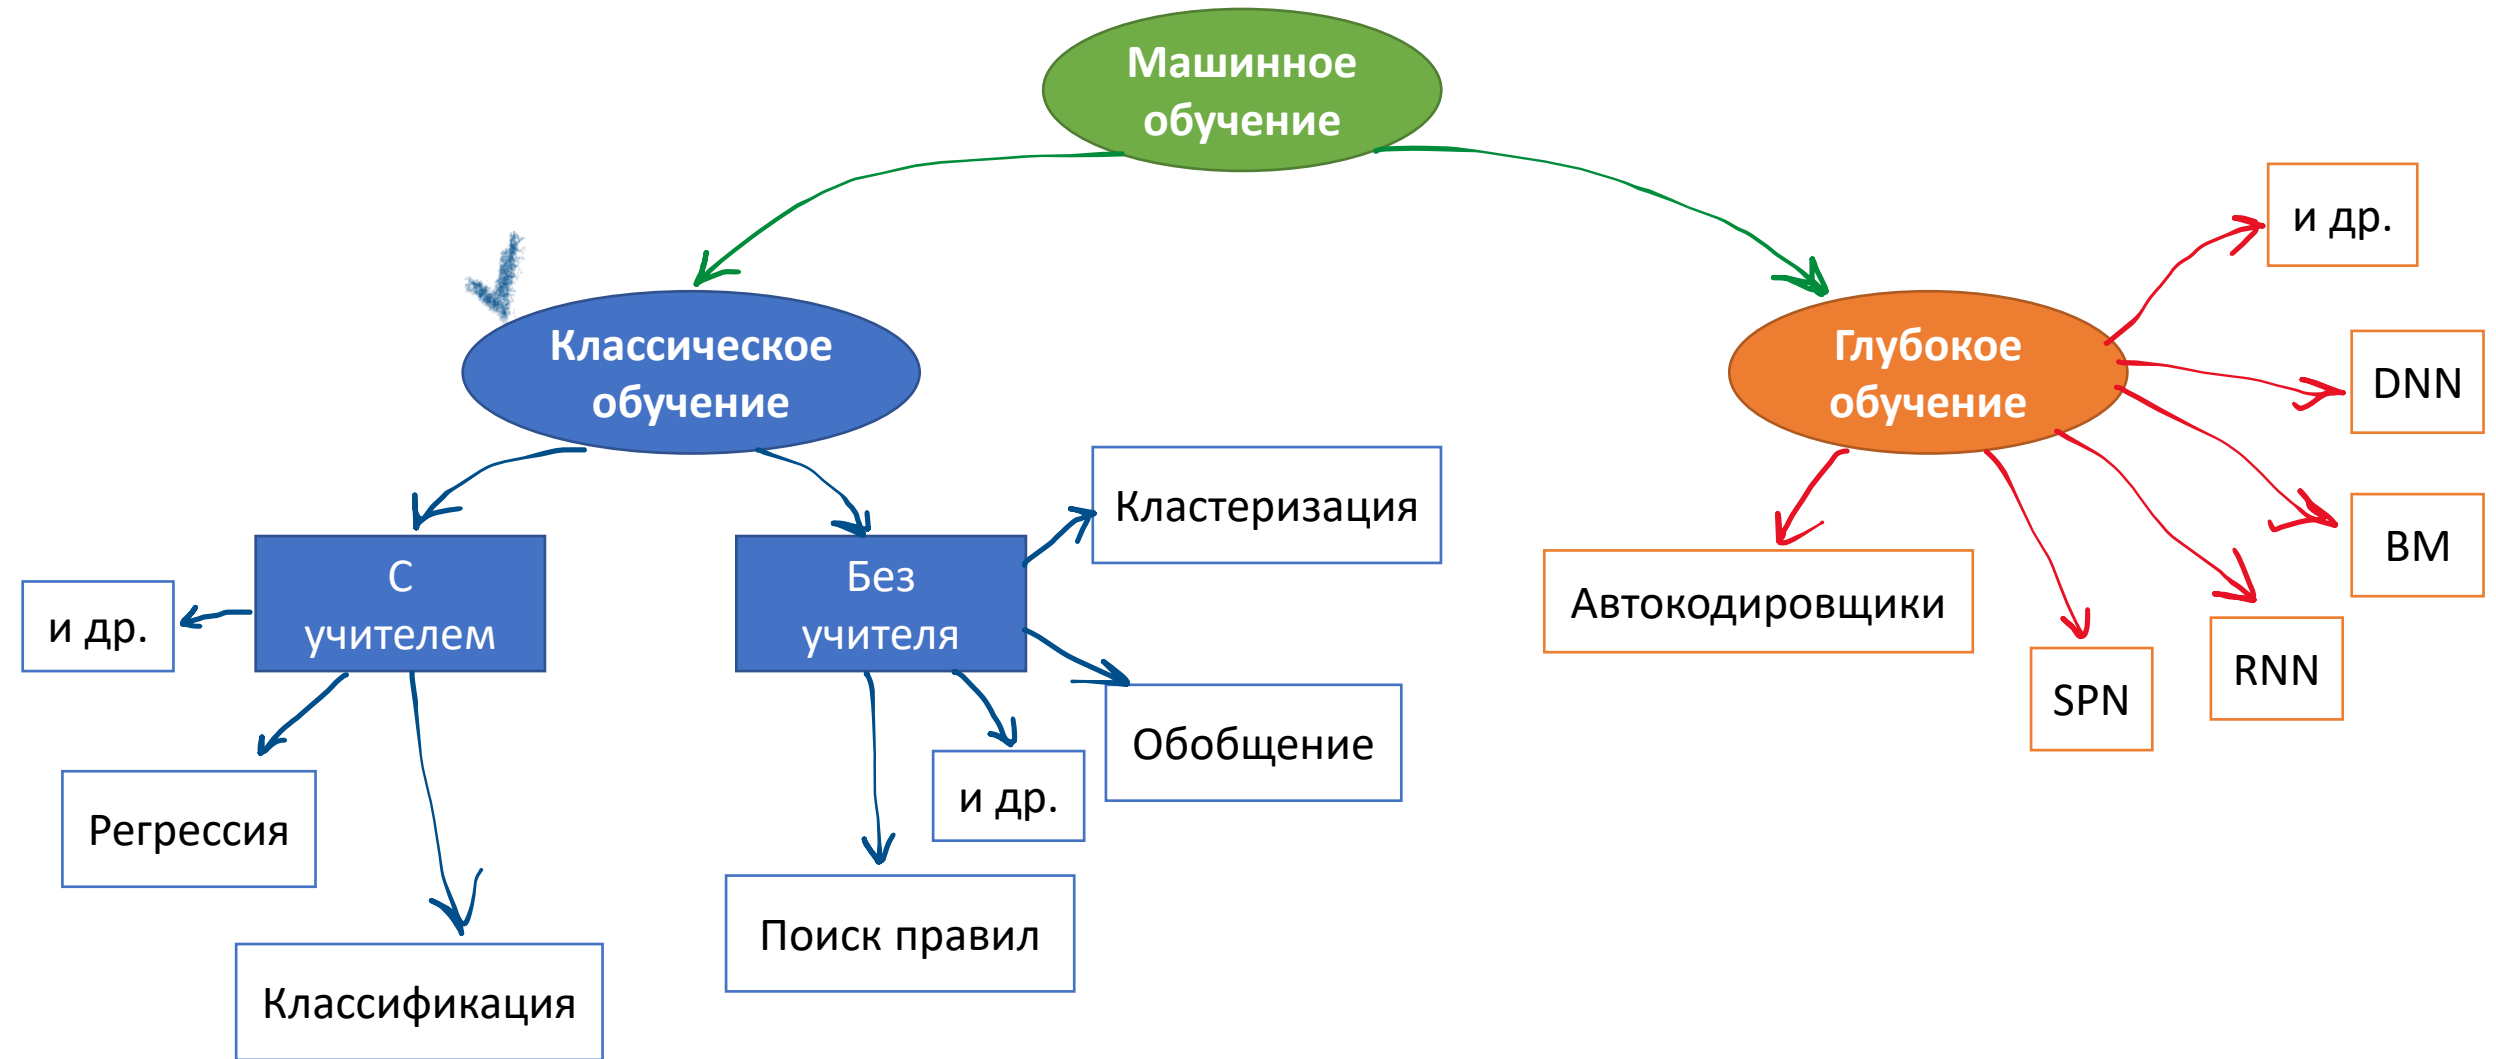 Машинное
обучение
и др.
Классическое
обучение
Глубокое
обучение
DNN
Кластеризация
BM
С
учителем
Без
учителя
и др.
Автокодировщики
RNN
SPN
Обобщение
и др.
Регрессия
Поиск правил
Классификация